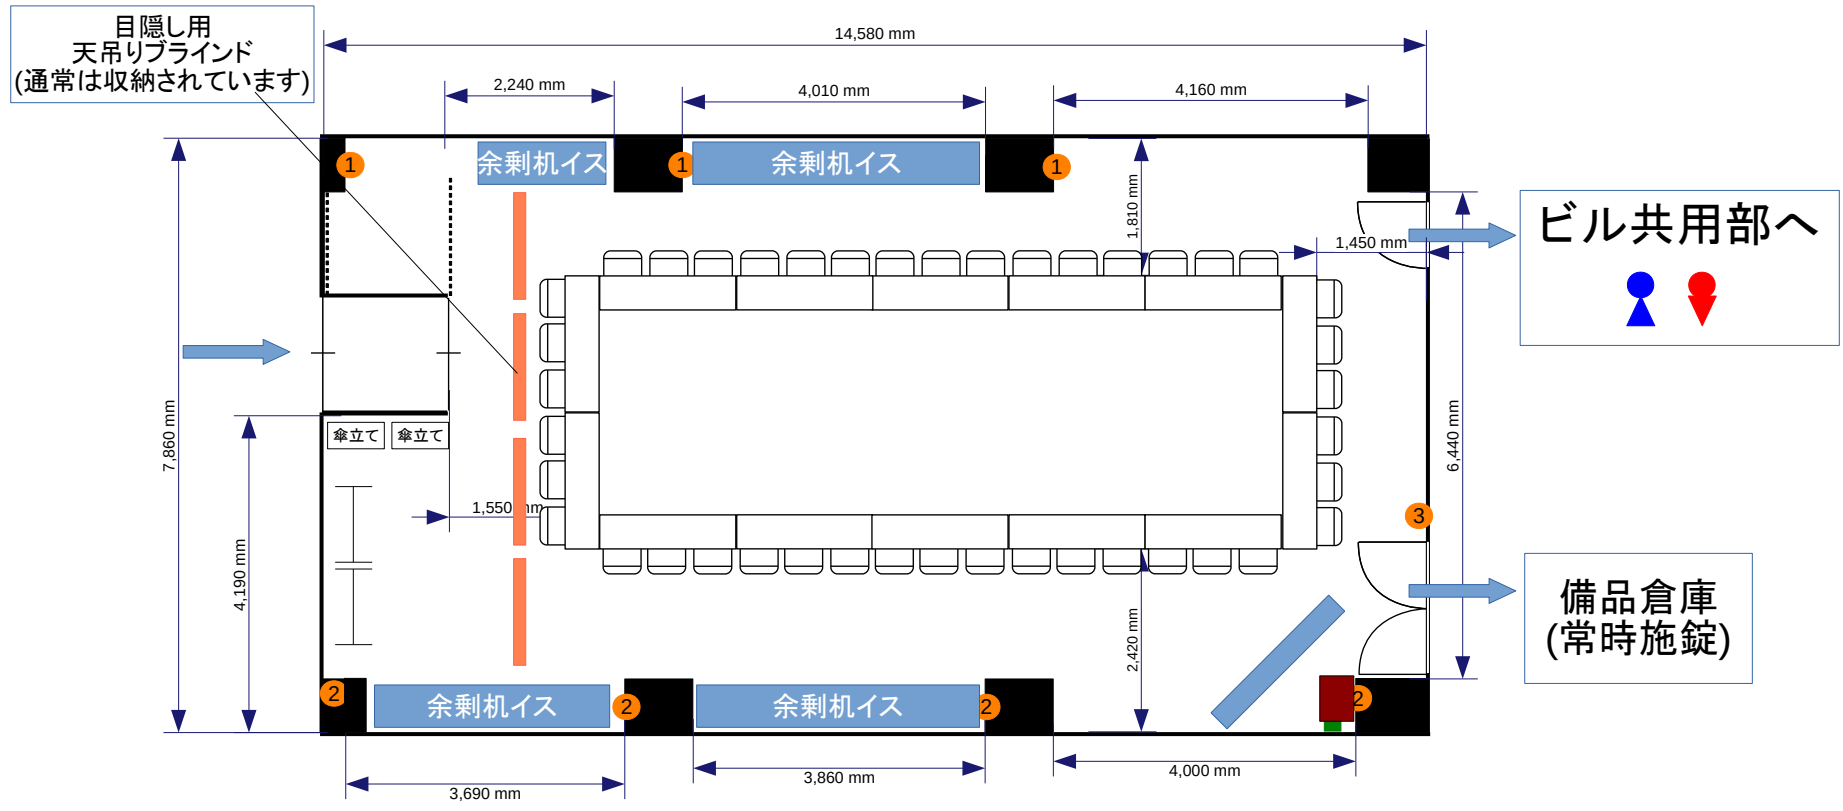 目隠し用
天吊りブラインド
(通常は収納されています)
14,580 mm
2,240 mm
4,010 mm
4,160 mm
1
余剰机イス
1
余剰机イス
1
1,810 mm
1,450 mm
ビル共用部へ
7,860 mm
傘立て
傘立て
6,440 mm
1,550 mm
3
4,190 mm
備品倉庫
(常時施錠)
2,420 mm
2
余剰机イス
2
余剰机イス
2
2
3,690 mm
3,860 mm
4,000 mm